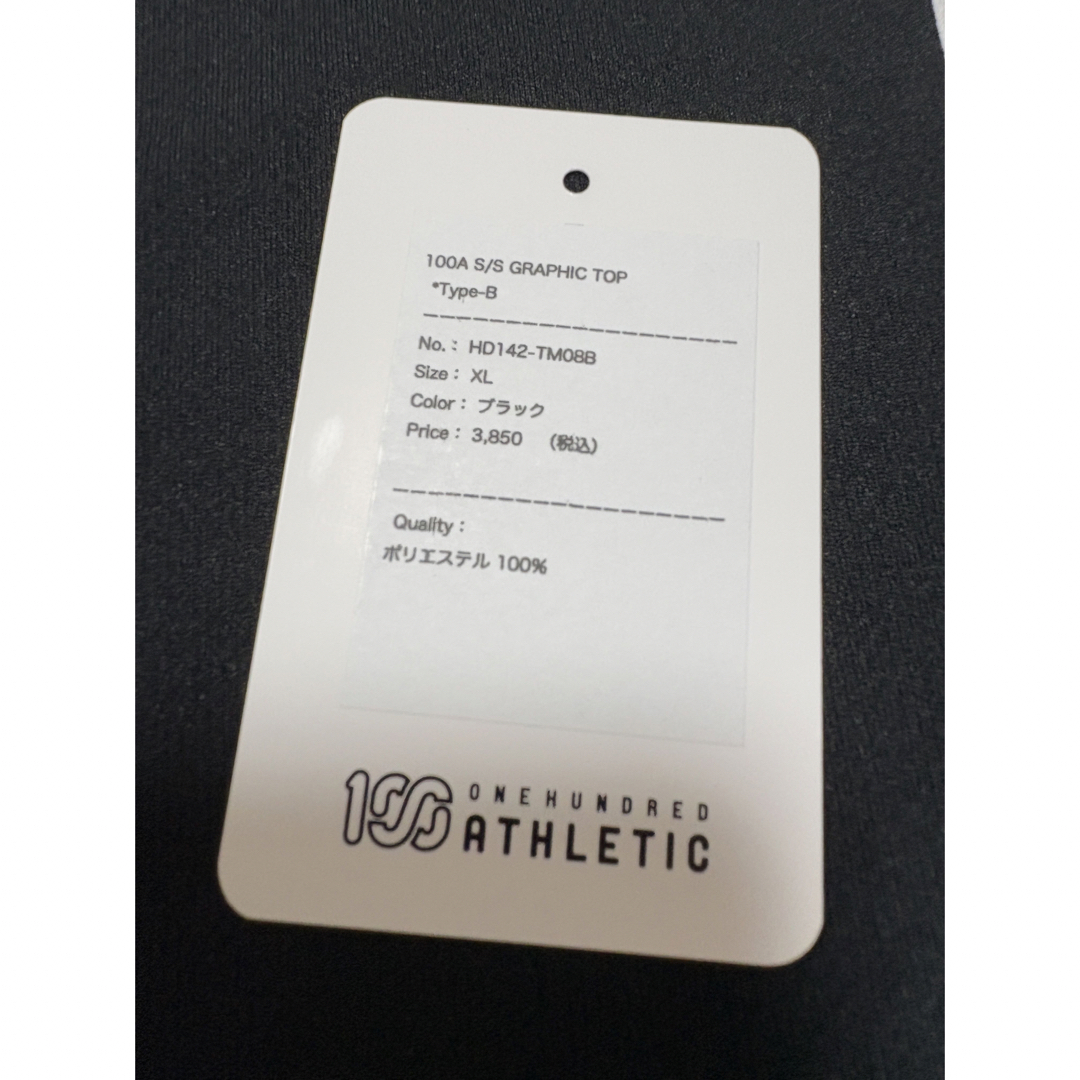 100A S/S GRAPHIC TOP
*Type-B
--------------------
No.: HD142-TM08B
Size: XL
Color: ブラック
Price: 3,850 (税込)
--------------------
Quality:
ポリエステル 100%
100 ONEHUNDRED
ATHLETIC